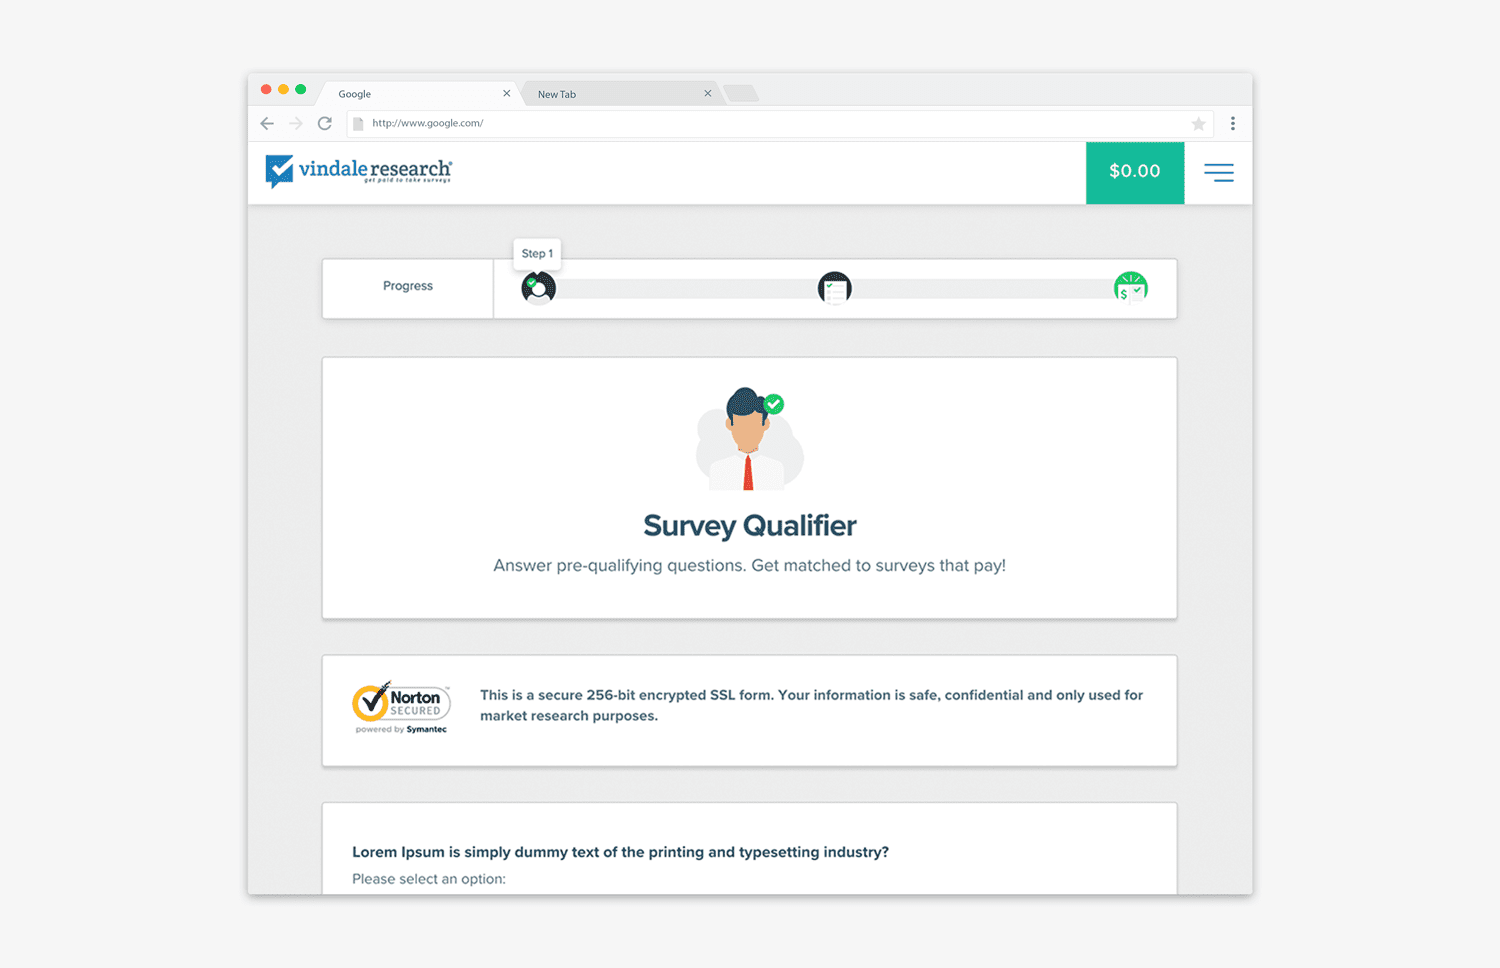 Google
New Tab
http://www.google.com/
vindale research®
get paid to take surveys
$0.00
Step 1
Progress
$
Survey Qualifier
Answer pre-qualifying questions. Get matched to surveys that pay!
Norton™
SECURED
powered by Symantec
This is a secure 256-bit encrypted SSL form. Your information is safe, confidential and only used for
market research purposes.
Lorem Ipsum is simply dummy text of the printing and typesetting industry?
Please select an option: